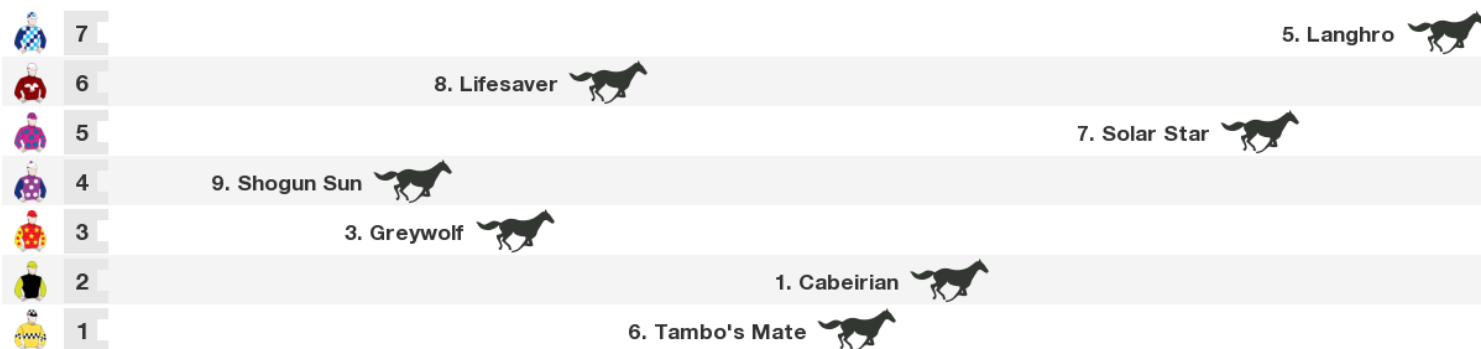 7 5. Langhro
6 8. Lifesaver
5 7. Solar Star
4 9. Shogun Sun
3 3. Greywolf
2 1. Cabeirian
1 6. Tambo's Mate